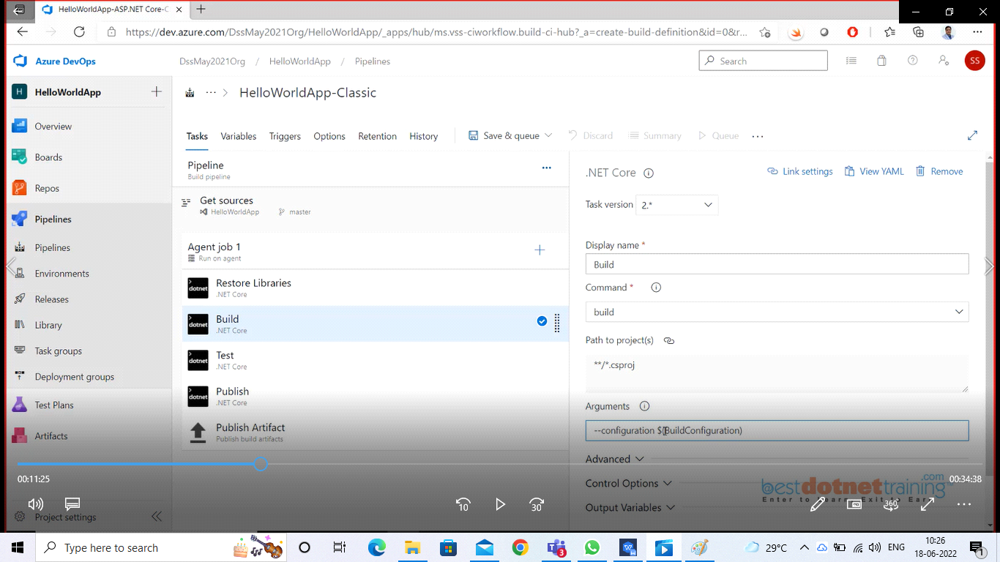 HelloWorldApp-ASP.NET Core-C
https://dev.azure.com/DssMay2021Org/HelloWorldApp/_apps/hub/ms.vss-ciworkflow.build-ci-hub?_a=create-build-definition&id=0&r...
Azure DevOps
DssMay2021Org / HelloWorldApp / Pipelines
Search
SS
H HelloWorldApp
HelloWorldApp-Classic
Overview
Boards
Repos
Pipelines
Pipelines
Environments
Releases
Library
Task groups
Deployment groups
Test Plans
Artifacts
Project settings
Tasks Variables Triggers Options Retention History Save & queue Discard Summary Queue
Pipeline
Build pipeline
Get sources
HelloWorldApp master
Agent job 1
Run on agent
dotnet
Restore Libraries
.NET Core
dotnet
Build
.NET Core
dotnet
Test
.NET Core
dotnet
Publish
.NET Core
Publish Artifact
Publish build artifacts
.NET Core
Link settings View YAML Remove
Task version 2.*
Display name *
Build
Command *
build
Path to project(s)
**/*.csproj
Arguments
--configuration $(BuildConfiguration)
Advanced
Control Options
Output Variables
@bestdotnettraining.com
Enter to Learn Exit to Earn
00:11:25
00:34:38
10
30
360
Type here to search
3
W
29°C
ENG
10:26
18-06-2022
1